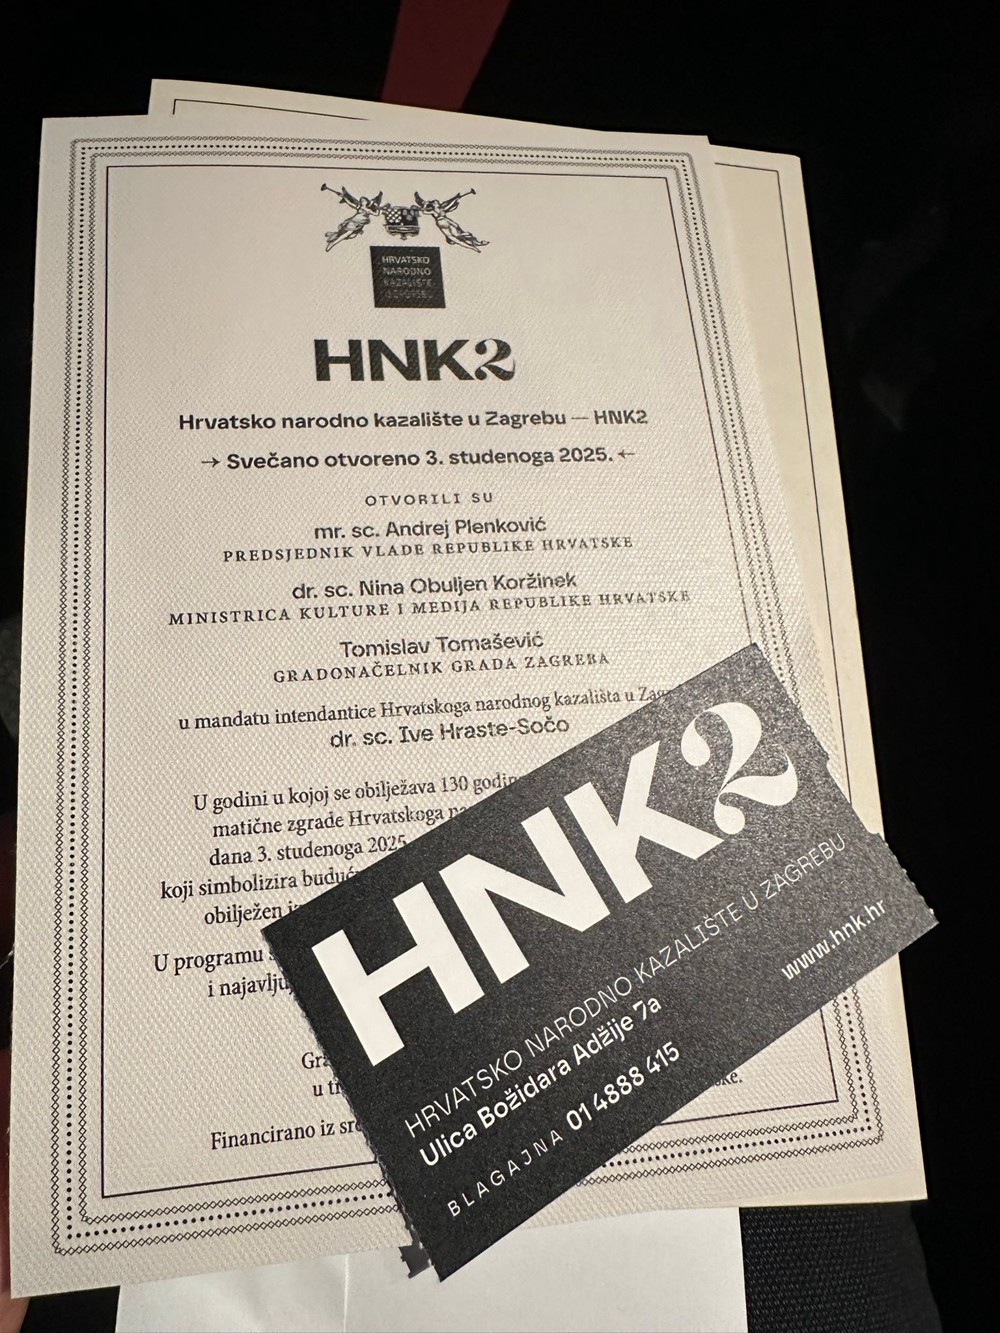 HRVATSKO
NARODNO
KAZALIŠTE
HNK2
Hrvatsko narodno kazalište u Zagrebu — HNK2
→ Svečano otvoreno 3. studenoga 2025. ←
OTVORILI SU
mr. sc. Andrej Plenković
PREDSJEDNIK VLADE REPUBLIKE HRVATSKE
dr. sc. Nina Obuljen Koržinek
MINISTRICA KULTURE I MEDIJA REPUBLIKE HRVATSKE
Tomislav Tomašević
GRADONAČELNIK GRADA ZAGREBA
u mandatu intendantice Hrvatskoga narodnog kazališta u
dr. sc. Ive Hraste-Sočo
U godini u kojoj se obilježava 130
matične zgrade Hrvatskoga
dana 3. studenoga 2025.
koji simbolizira
obilježen
U programu
i
u
Financirano iz
HNK2
HRVATSKO NARODNO KAZALIŠTE U ZAGREBU
Ulica Božidara Adžije 7a
BLAGAJNA 01 4888 415
www.hnk.hr